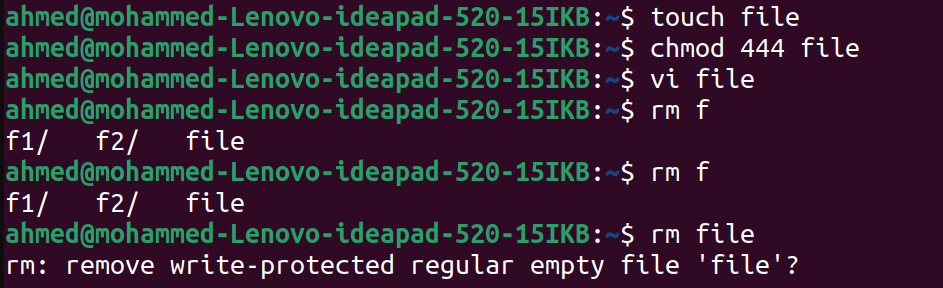 ahmed@mohammed-Lenovo-ideapad-520-15IKB:~$ touch file
ahmed@mohammed-Lenovo-ideapad-520-15IKB:~$ chmod 444 file
ahmed@mohammed-Lenovo-ideapad-520-15IKB:~$ vi file
ahmed@mohammed-Lenovo-ideapad-520-15IKB:~$ rm f
f1/   f2/   file
ahmed@mohammed-Lenovo-ideapad-520-15IKB:~$ rm f
f1/   f2/   file
ahmed@mohammed-Lenovo-ideapad-520-15IKB:~$ rm file
rm: remove write-protected regular empty file 'file'?